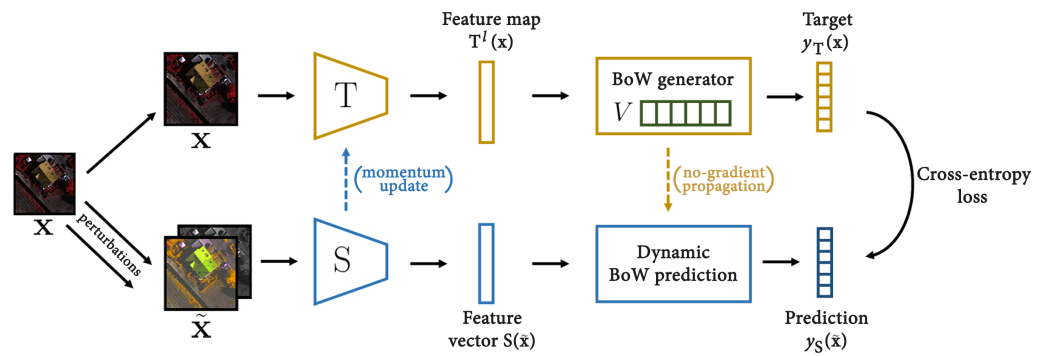 Feature map
T^l(x)
Target
y_T(x)
T
BoW generator
V
x
(momentum
update)
(no-gradient
propagation)
Cross-entropy
loss
x
perturbations
S
Dynamic
BoW prediction
x̃
Feature
vector S(x̃)
Prediction
y_S(x̃)